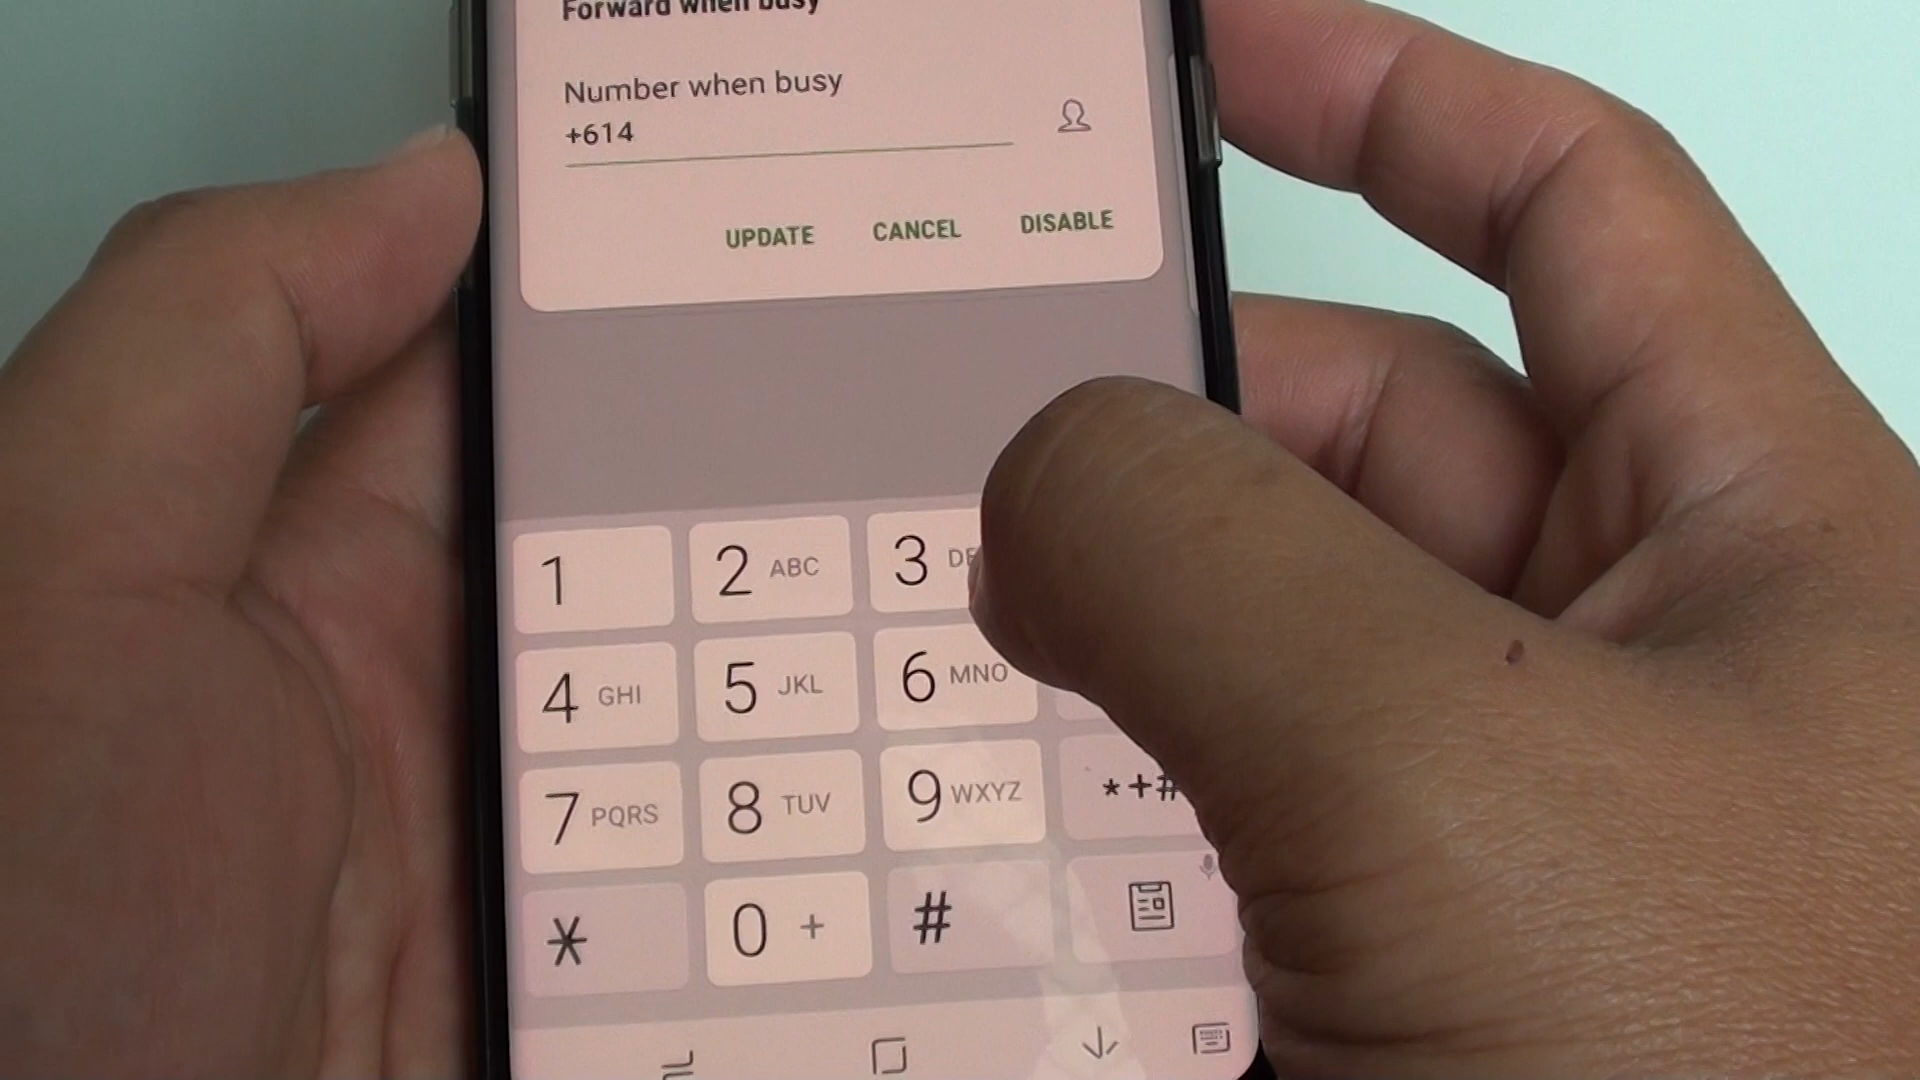 Forward when busy
Number when busy
+614
UPDATE CANCEL DISABLE
1 2 ABC 3 DE
4 GHI 5 JKL 6 MNO
7 PQRS 8 TUV 9 WXYZ *+#
* 0 + #